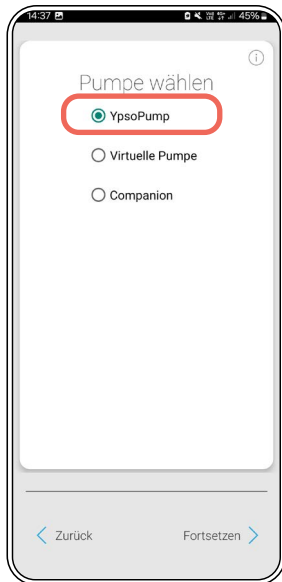 14:37 45%
Pumpe wählen
YpsoPump
Virtuelle Pumpe
Companion
Zurück Fortsetzen